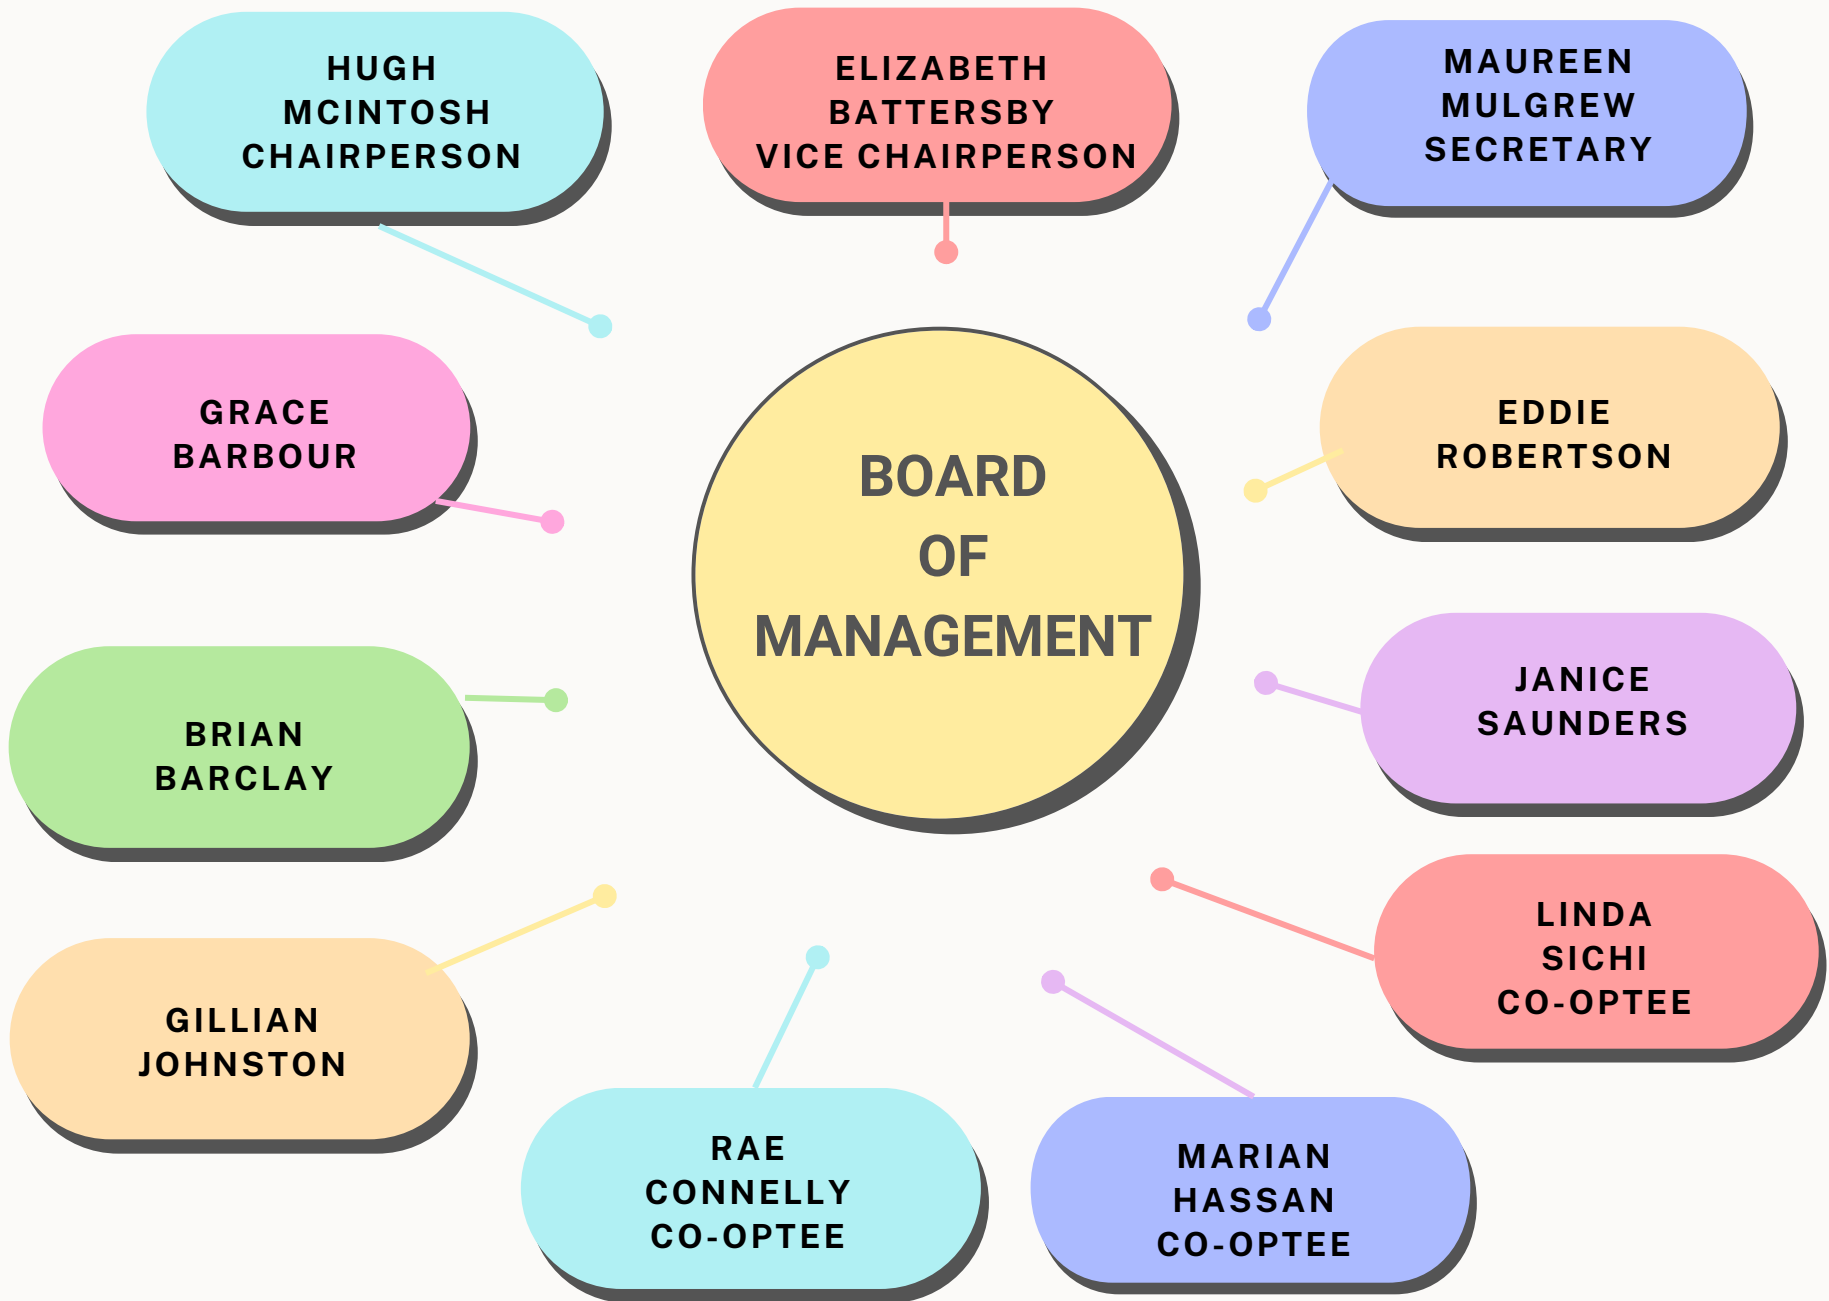 HUGH
MCINTOSH
CHAIRPERSON
ELIZABETH
BATTERSBY
VICE CHAIRPERSON
MAUREEN
MULGREW
SECRETARY
GRACE
BARBOUR
BOARD
OF
MANAGEMENT
EDDIE
ROBERTSON
BRIAN
BARCLAY
JANICE
SAUNDERS
GILLIAN
JOHNSTON
LINDA
SICHI
CO-OPTEE
RAE
CONNELLY
CO-OPTEE
MARIAN
HASSAN
CO-OPTEE